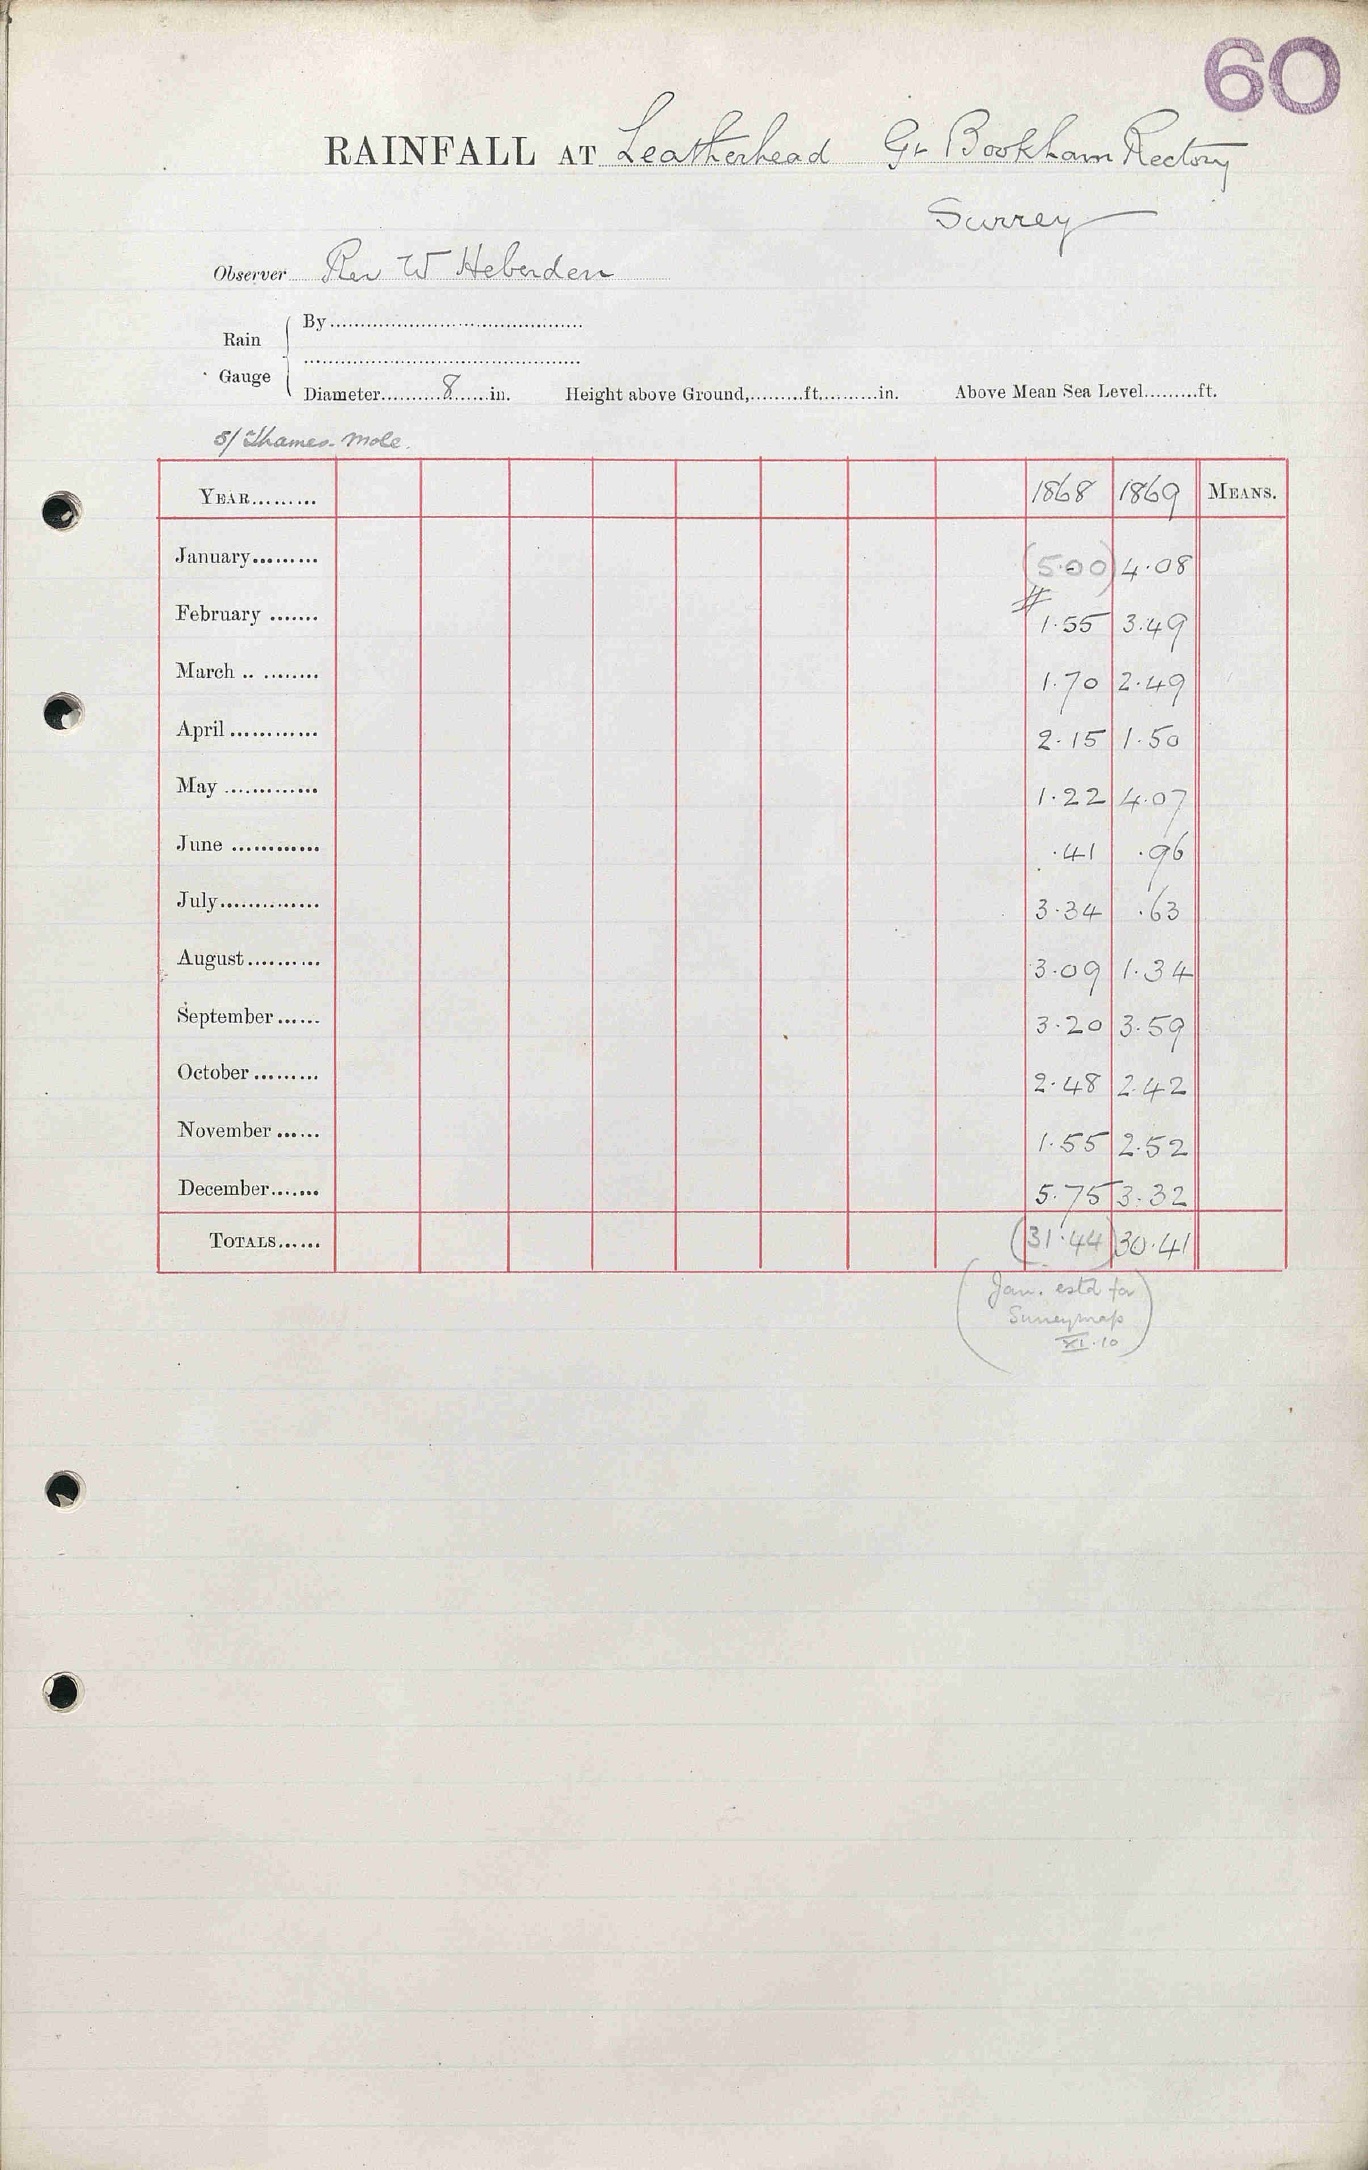 60
RAINFALL AT Leatherhead Gt Bookham Rectory
Surrey
Observer Rev W Heberden
Rain Gauge
By
Diameter 8 in. Height above Ground, ft. in. Above Mean Sea Level ft.
5/ Thames-Mole.
YEAR 1868 1869 MEANS.
January (5.00) 4.08
February # 1.55 3.49
March 1.70 2.49
April 2.15 1.50
May 1.22 4.07
June .41 .96
July 3.34 .63
August 3.09 1.34
September 3.20 3.59
October 2.48 2.42
November 1.55 2.52
December 5.75 3.32
TOTALS (31.44) 30.41
(Jan. estd for
Surrey map
XI.10)